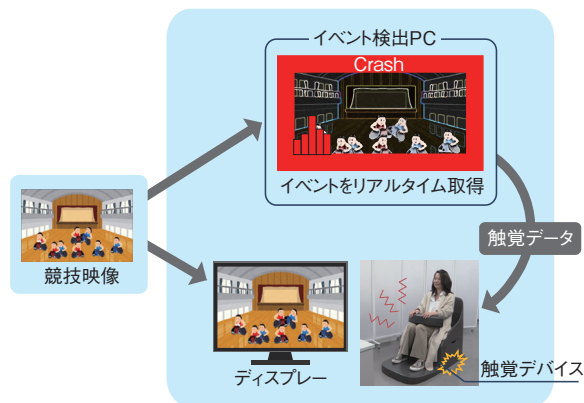 イベント検出PC
Crash
イベントをリアルタイム取得
触覚データ
競技映像
ディスプレー
触覚デバイス